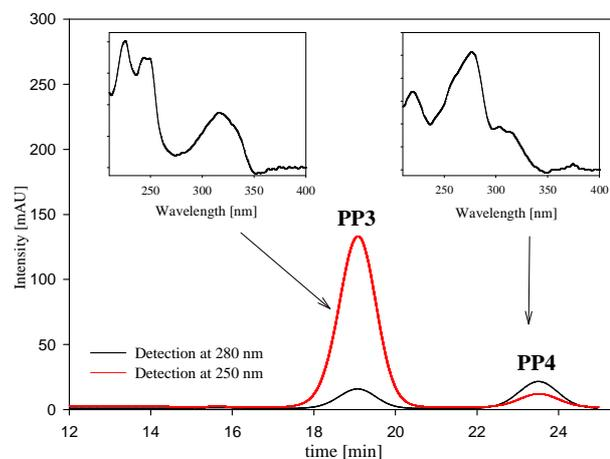 300
250
200
150
100
50
0
Intensity [mAU]
250 300 350 400
Wavelength [nm]
250 300 350 400
Wavelength [nm]
PP3
PP4
Detection at 280 nm
Detection at 250 nm
12 14 16 18 20 22 24
time [min]